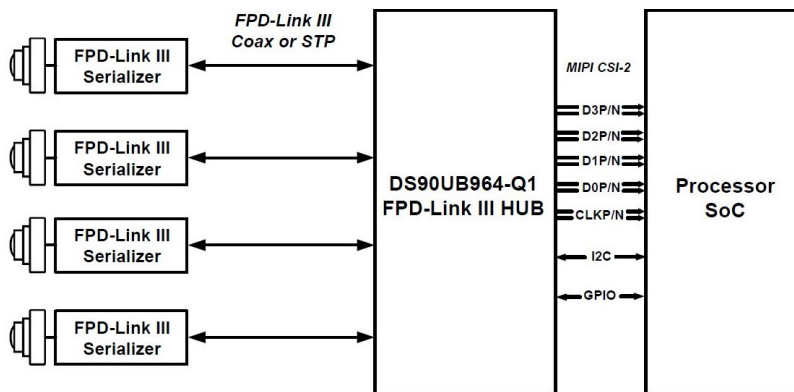 FPD-Link III
Coax or STP
FPD-Link III
Serializer
FPD-Link III
Serializer
FPD-Link III
Serializer
FPD-Link III
Serializer
DS90UB964-Q1
FPD-Link III HUB
MIPI CSI-2
D3P/N
D2P/N
D1P/N
D0P/N
CLKP/N
I2C
GPIO
Processor
SoC